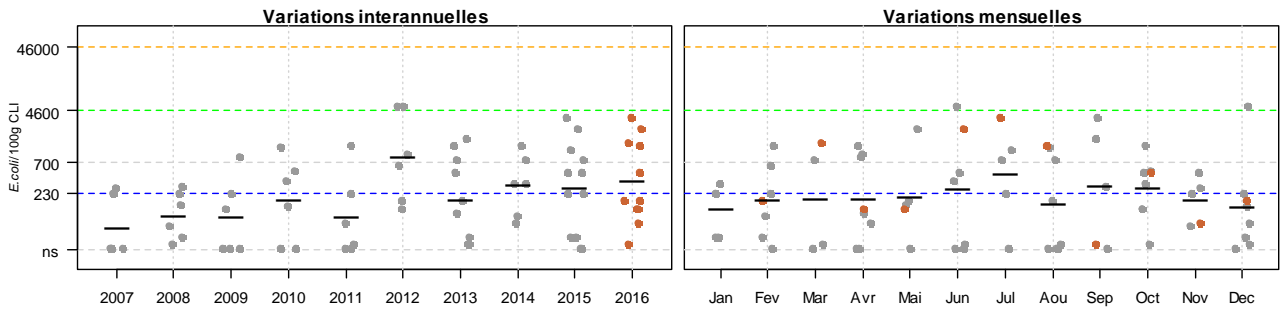 Variations interannuelles
Variations mensuelles
E.coli/100g CLI
46000
4600
700
230
ns
2007 2008 2009 2010 2011 2012 2013 2014 2015 2016
Jan Fev Mar Avr Mai Jun Jul Aou Sep Oct Nov Dec